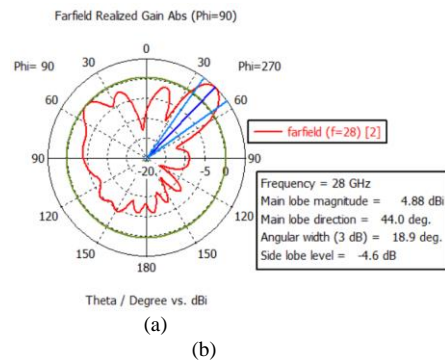 Farfield Realized Gain Abs (Phi=90)
0
Phi= 90 30 30 Phi=270
60 60
90 -20 -5 0 90
120 120
150 150
180
Theta / Degree vs. dBi
farfield (f=28) [2]
Frequency = 28 GHz
Main lobe magnitude = 4.88 dBi
Main lobe direction = 44.0 deg.
Angular width (3 dB) = 18.9 deg.
Side lobe level = -4.6 dB
(a)
(b)